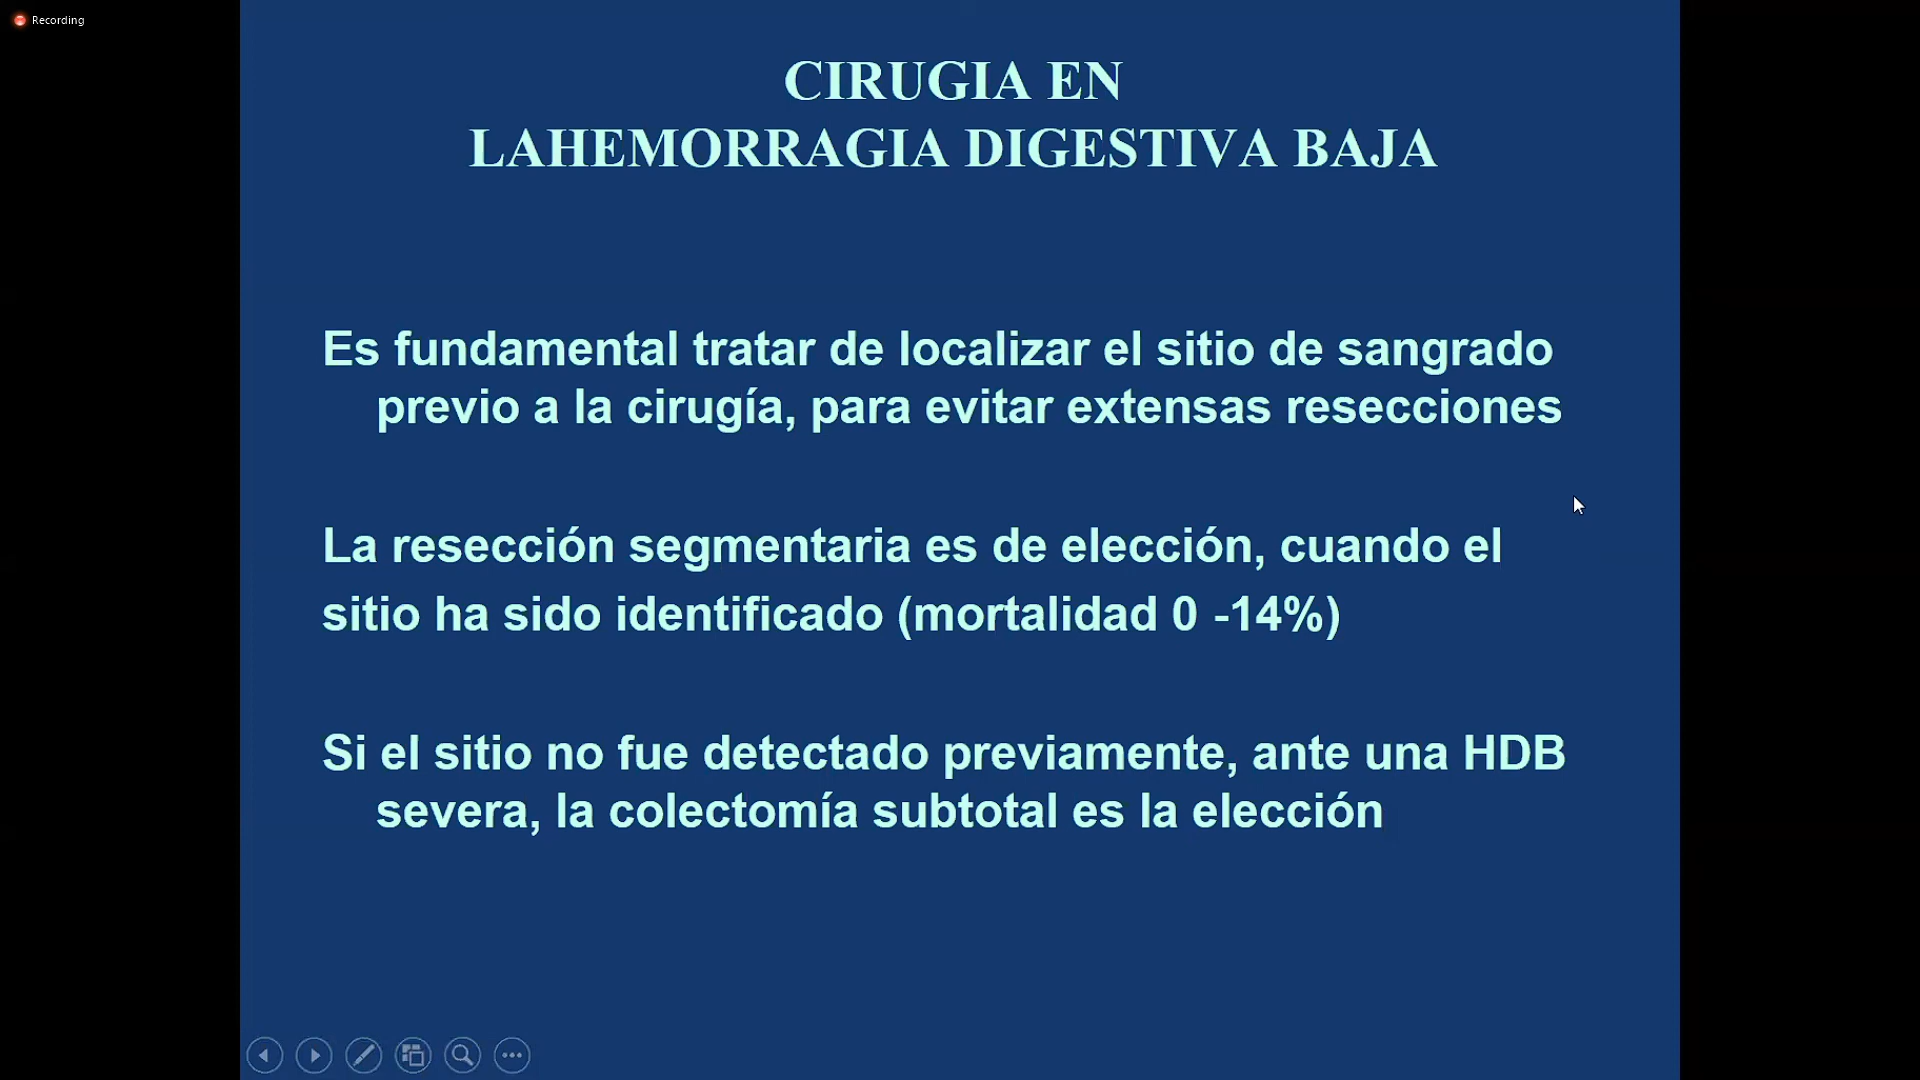 Recording
CIRUGIA EN
LAHEMORRAGIA DIGESTIVA BAJA
Es fundamental tratar de localizar el sitio de sangrado
previo a la cirugía, para evitar extensas resecciones
La resección segmentaria es de elección, cuando el
sitio ha sido identificado (mortalidad 0 -14%)
Si el sitio no fue detectado previamente, ante una HDB
severa, la colectomía subtotal es la elección